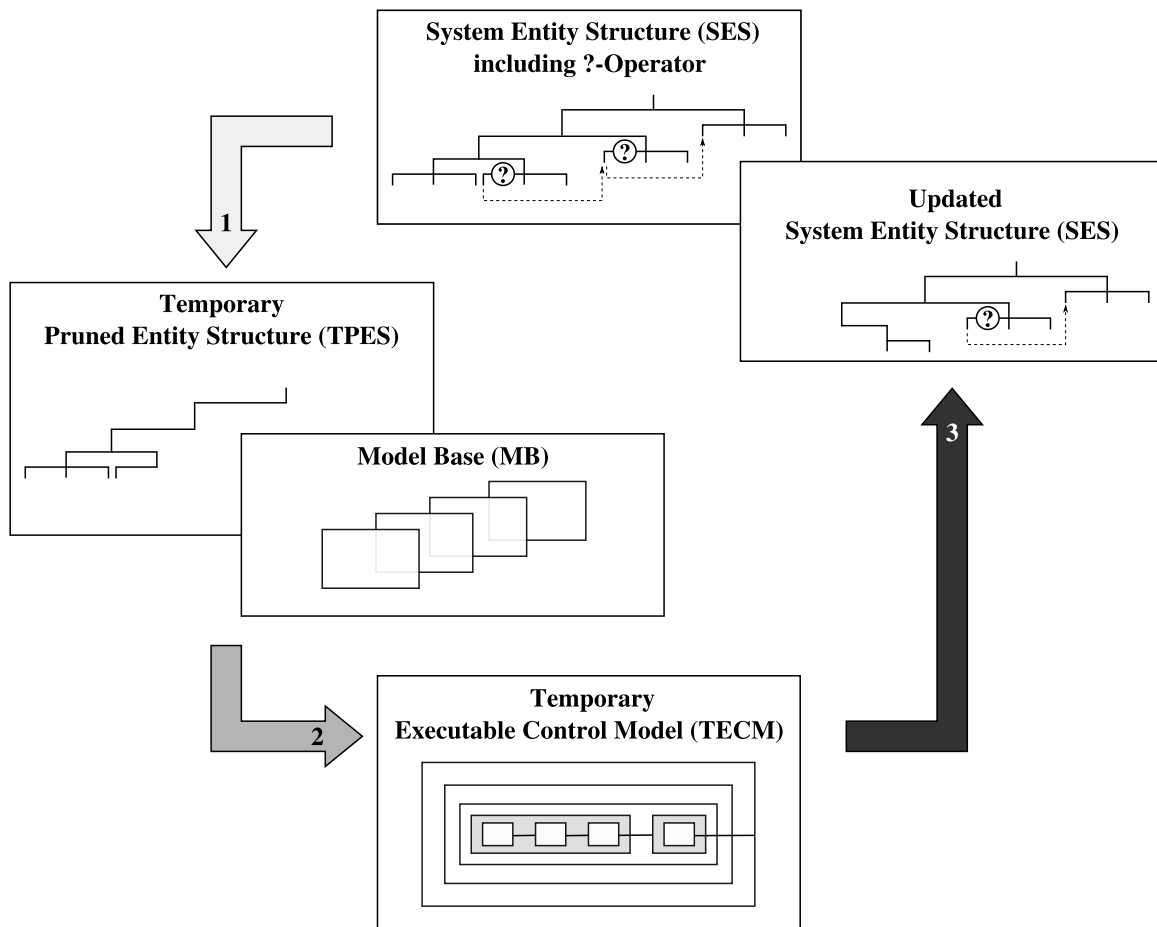 System Entity Structure (SES)
including ?-Operator
?
?
1
Updated
System Entity Structure (SES)
?
Temporary
Pruned Entity Structure (TPES)
Model Base (MB)
3
2
Temporary
Executable Control Model (TECM)